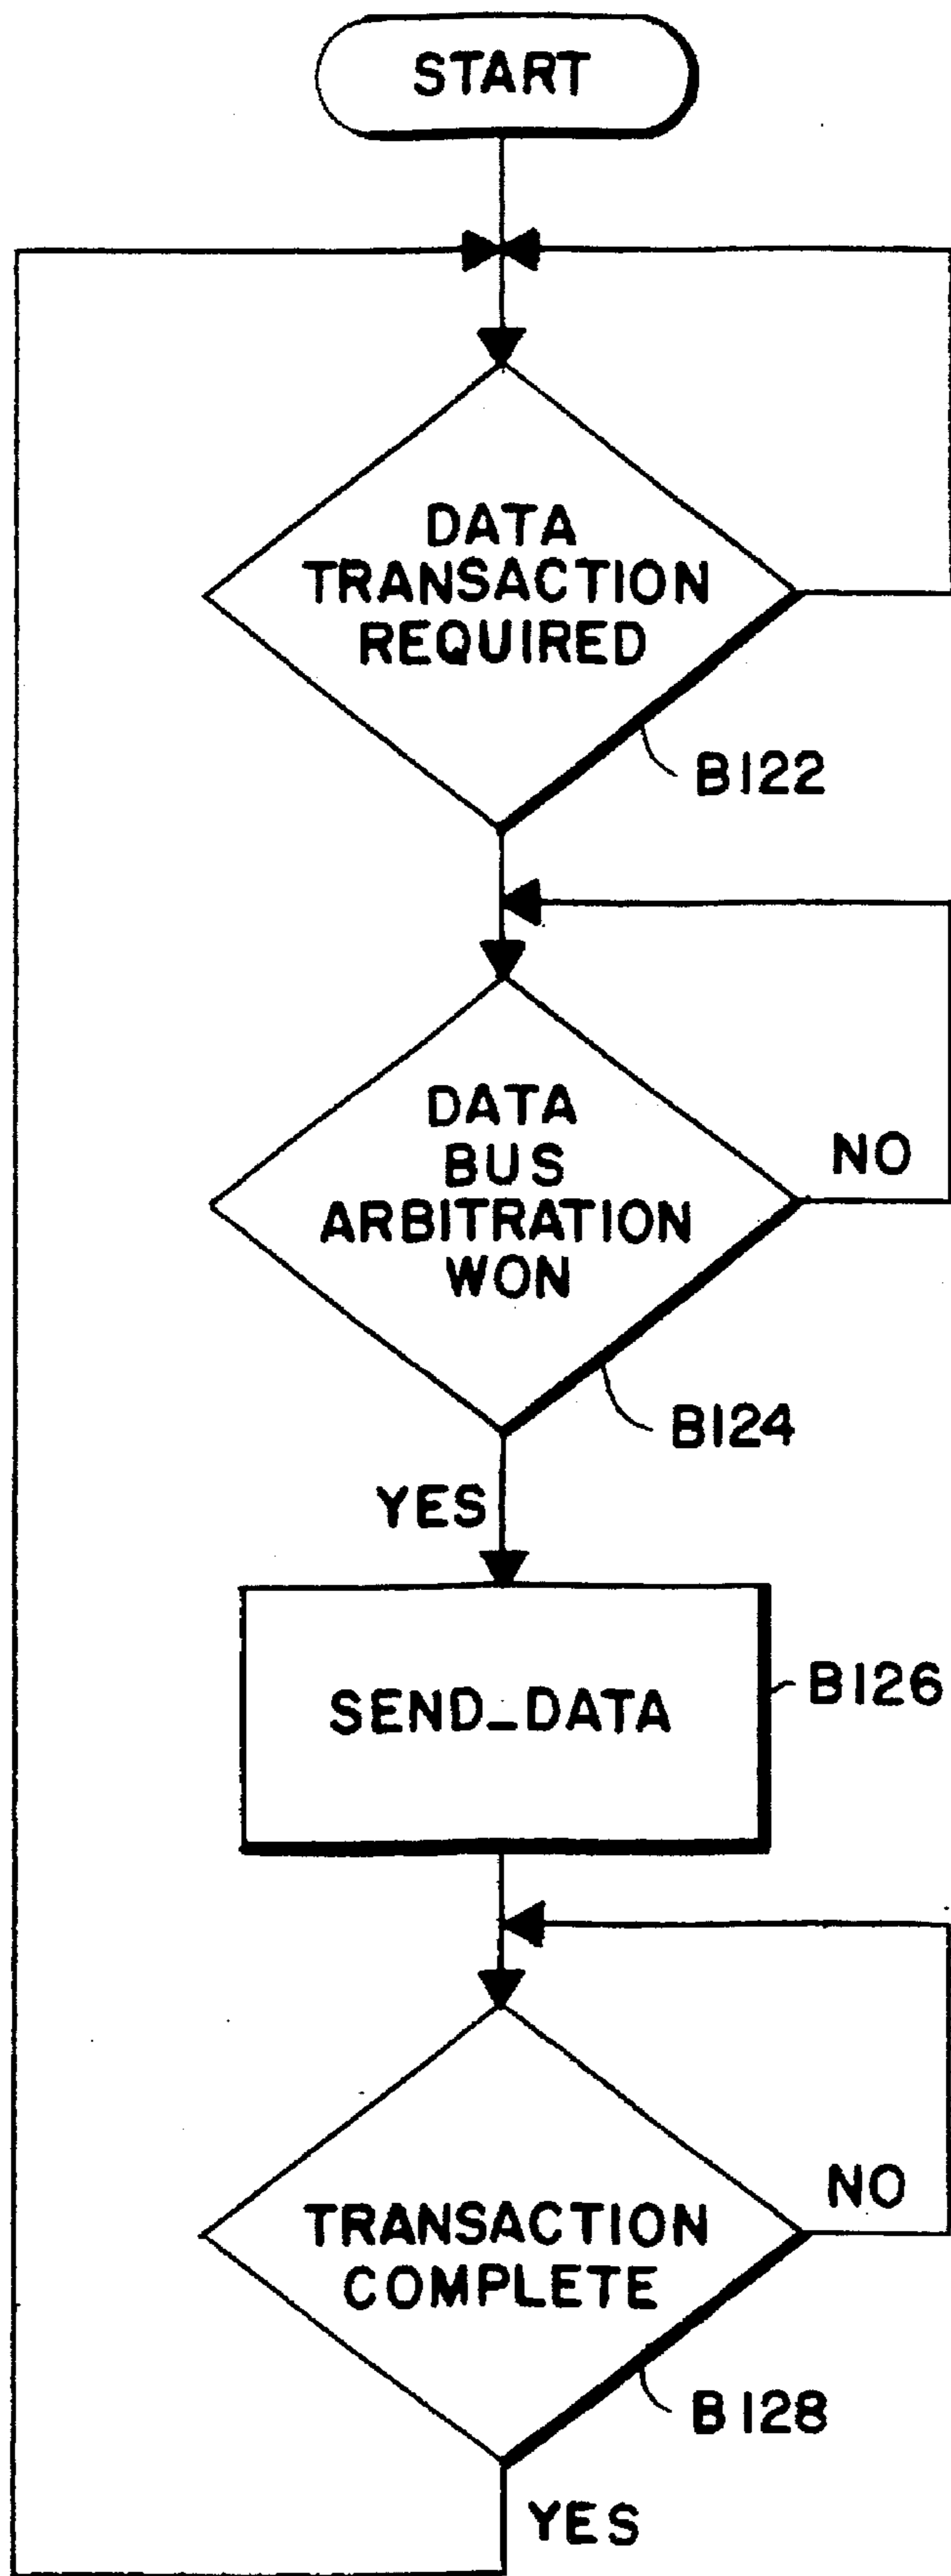 START
DATA
TRANSACTION
REQUIRED
B122
DATA
BUS
ARBITRATION
WON
NO
B124
YES
SEND_DATA
B126
TRANSACTION
COMPLETE
NO
B128
YES